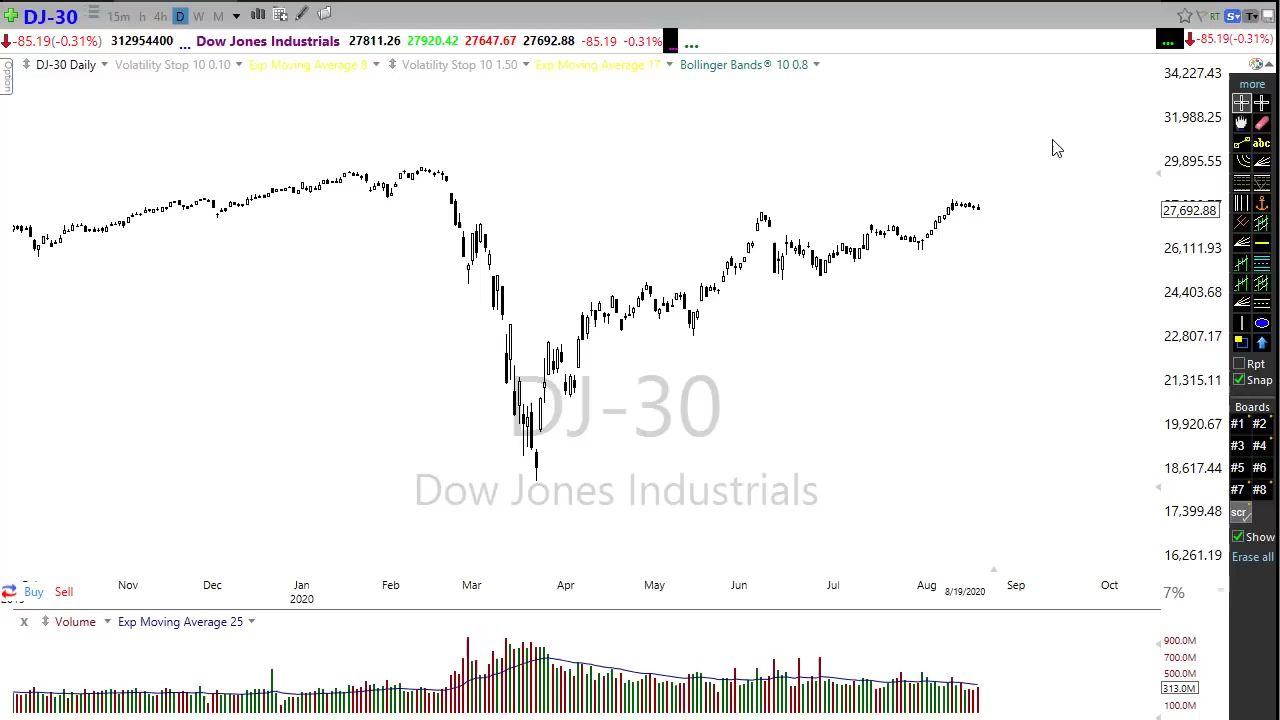 DJ-30 15m h 4h D W M RT S T
-85.19(-0.31%) 312954400 ... Dow Jones Industrials 27811.26 27920.42 27647.67 27692.88 -85.19 -0.31% ... ... ... -85.19(-0.31%)
Option
DJ-30 Daily Volatility Stop 10 0.10 Exp Moving Average 8 Volatility Stop 10 1.50 Exp Moving Average 17 Bollinger Bands® 10 0.8
34,227.43
31,988.25
29,895.55
27,692.88
26,111.93
24,403.68
22,807.17
21,315.11
19,920.67
18,617.44
17,399.48
16,261.19
DJ-30
Dow Jones Industrials
more
abc
Rpt
Snap
Boards
#1 #2
#3 #4
#5 #6
#7 #8
scr
Show
Erase all
Nov Dec Jan Feb Mar Apr May Jun Jul Aug Sep Oct
2020 8/19/2020
Buy Sell 7%
x Volume Exp Moving Average 25
900.0M
700.0M
500.0M
313.0M
100.0M